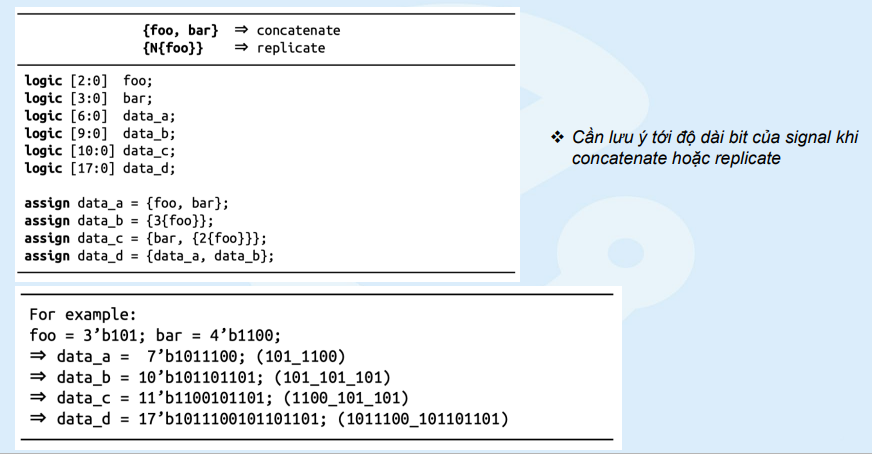 {foo, bar} ⇒ concatenate
{N{foo}} ⇒ replicate
logic [2:0] foo;
logic [3:0] bar;
logic [6:0] data_a;
logic [9:0] data_b;
logic [10:0] data_c;
logic [17:0] data_d;
assign data_a = {foo, bar};
assign data_b = {3{foo}};
assign data_c = {bar, {2{foo}}};
assign data_d = {data_a, data_b};
❖ Cần lưu ý tới độ dài bit của signal khi
concatenate hoặc replicate
For example:
foo = 3’b101; bar = 4’b1100;
⇒ data_a = 7’b1011100; (101_1100)
⇒ data_b = 10’b101101101; (101_101_101)
⇒ data_c = 11’b1100101101; (1100_101_101)
⇒ data_d = 17’b1011100101101101; (1011100_101101101)